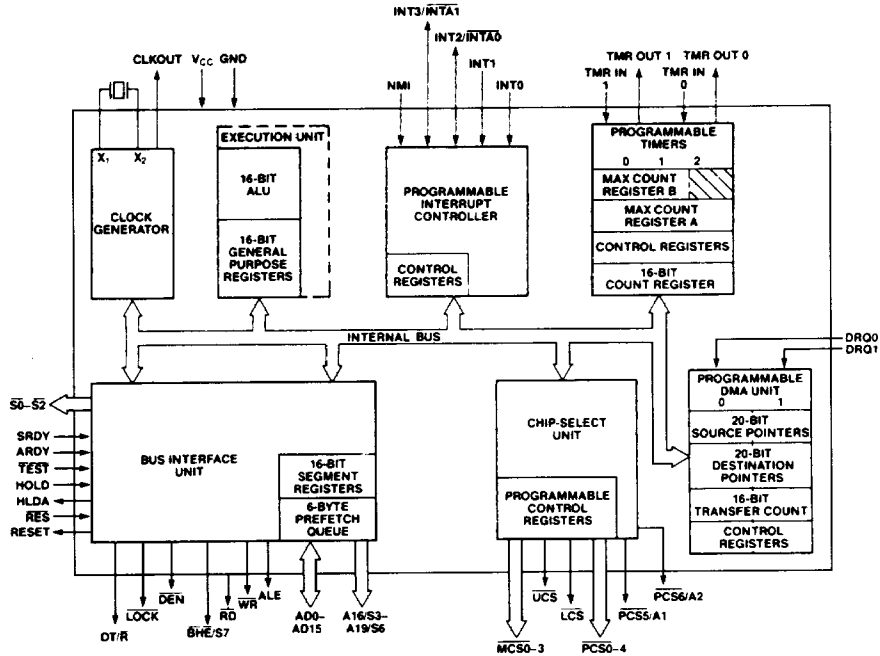 INT3/INTA1
INT2/INTA0
CLKOUT VCC GND
NMI
INT1
INT0
TMR OUT 1 TMR OUT 0
TMR IN 1
TMR IN 0
X1 X2
CLOCK
GENERATOR
EXECUTION UNIT
16-BIT
ALU
16-BIT
GENERAL
PURPOSE
REGISTERS
PROGRAMMABLE
INTERRUPT
CONTROLLER
CONTROL
REGISTERS
PROGRAMMABLE
TIMERS
0 1 2
MAX COUNT
REGISTER B
MAX COUNT
REGISTER A
CONTROL REGISTERS
16-BIT
COUNT REGISTER
INTERNAL BUS
DRQ0
DRQ1
S0–S2
SRDY
ARDY
TEST
HOLD
HLDA
RES
RESET
BUS INTERFACE
UNIT
16-BIT
SEGMENT
REGISTERS
6-BYTE
PREFETCH
QUEUE
CHIP-SELECT
UNIT
PROGRAMMABLE
CONTROL
REGISTERS
PROGRAMMABLE
DMA UNIT
0 1
20-BIT
SOURCE POINTERS
20-BIT
DESTINATION
POINTERS
16-BIT
TRANSFER COUNT
CONTROL
REGISTERS
DT/R
LOCK
DEN
BHE/S7
RD
WR
ALE
AD0–
AD15
A16/S3–
A19/S6
MCS0–3
UCS
LCS
PCS0–4
PCS5/A1
PCS6/A2